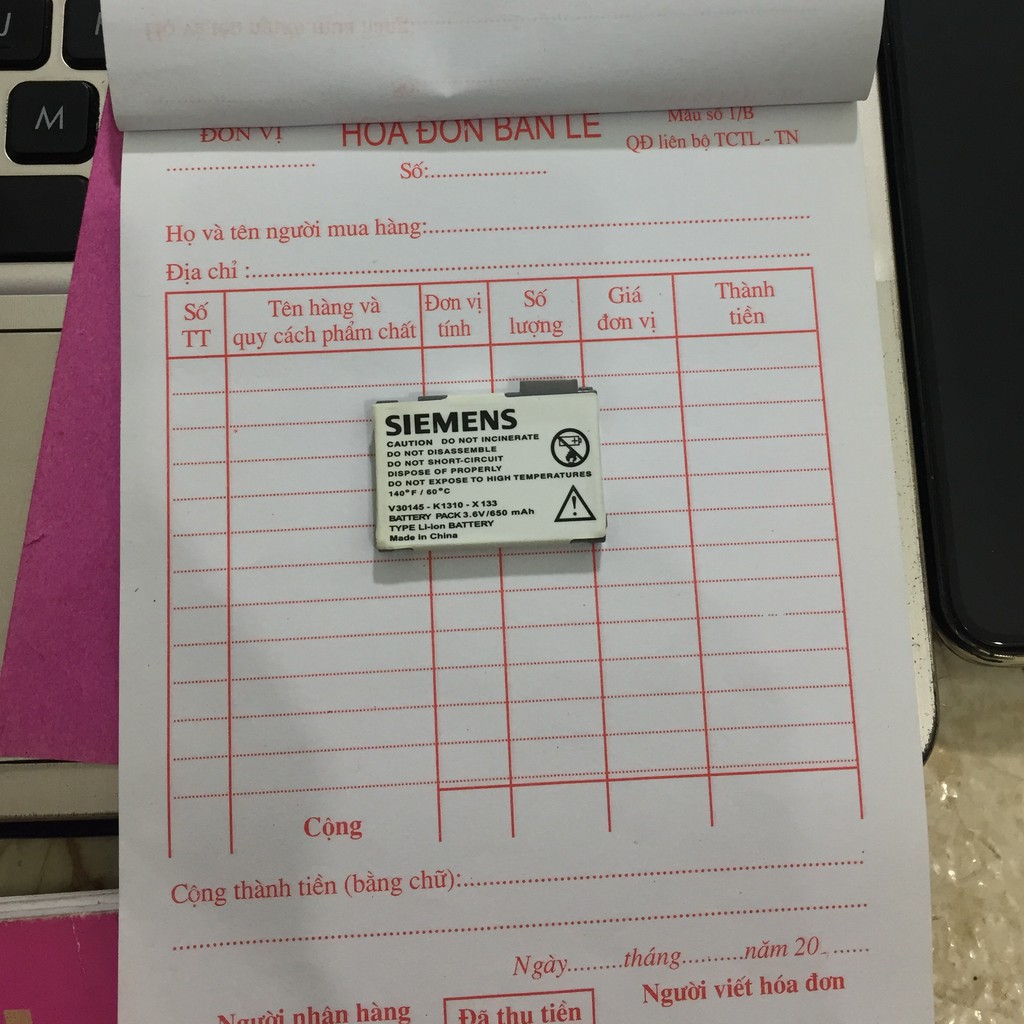 M
ĐƠN VỊ
HÓA ĐƠN BÁN LẺ
Mẫu số 1/B
QĐ liên bộ TCTL - TN
Số:
Họ và tên người mua hàng:
Địa chỉ :
Số TT
Tên hàng và quy cách phẩm chất
Đơn vị tính
Số lượng
Giá đơn vị
Thành tiền
SIEMENS
CAUTION DO NOT INCINERATE
DO NOT DISASSEMBLE
DO NOT SHORT-CIRCUIT
DISPOSE OF PROPERLY
DO NOT EXPOSE TO HIGH TEMPERATURES
140°F / 60°C
V30145 - K1310 - X133
BATTERY PACK 3.6V/650 mAh
TYPE Li-ion BATTERY
Made in China
Cộng
Cộng thành tiền (bằng chữ):
Ngày.........tháng..........năm 20........
Người nhận hàng
Đã thu tiền
Người viết hóa đơn